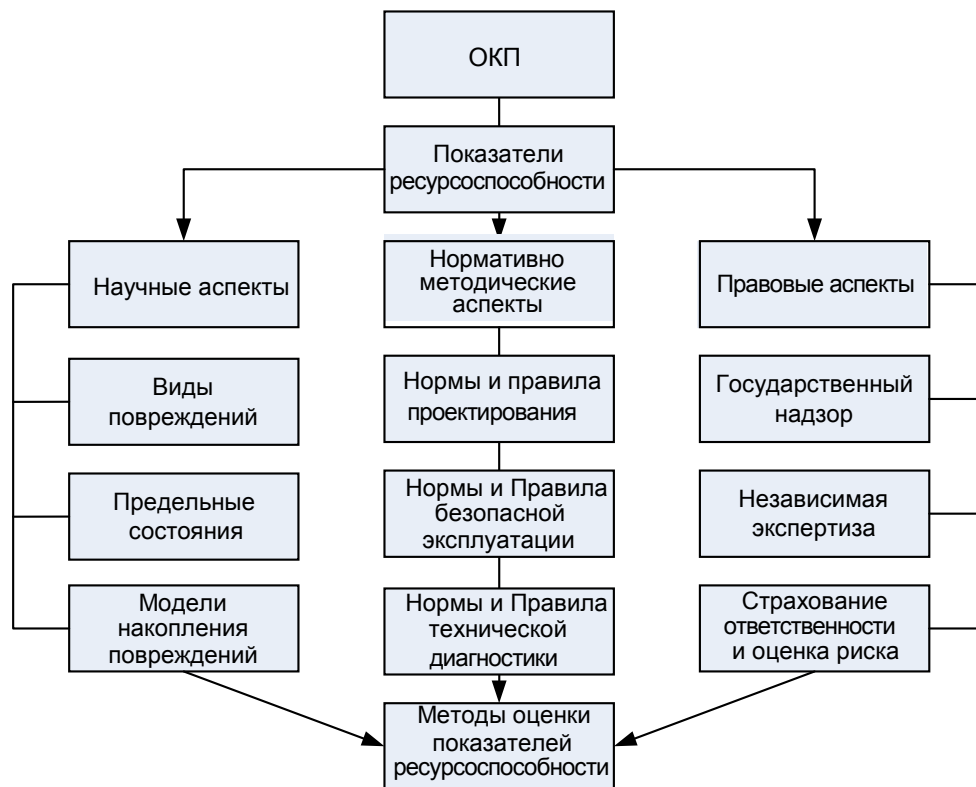 ОКП
Показатели
ресурсоспособности
Научные аспекты
Нормативно
методические
аспекты
Правовые аспекты
Виды
повреждений
Нормы и правила
проектирования
Государственный
надзор
Предельные
состояния
Нормы и Правила
безопасной
эксплуатации
Независимая
экспертиза
Модели
накопления
повреждений
Нормы и Правила
технической
диагностики
Страхование
ответственности
и оценка риска
Методы оценки
показателей
ресурсоспособности